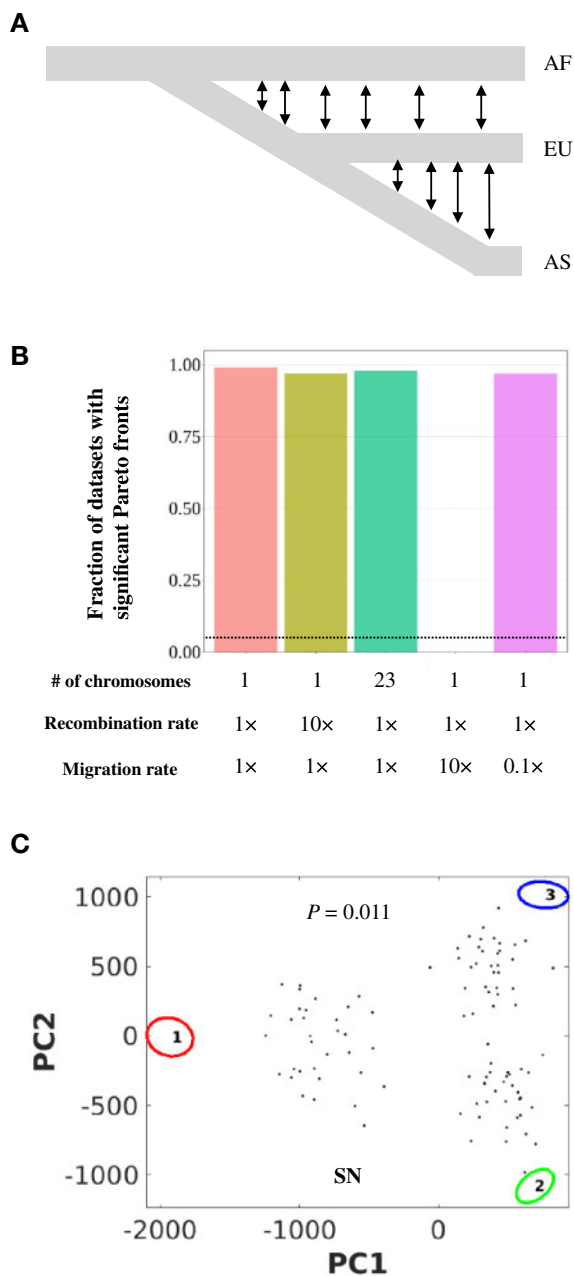 A
AF
EU
AS
B
Fraction of datasets with
significant Pareto fronts
1.00
0.75
0.50
0.25
0.00
# of chromosomes 1 1 23 1 1
Recombination rate 1× 10× 1× 1× 1×
Migration rate 1× 1× 1× 10× 0.1×
C
P = 0.011
3
1
2
SN
PC2
1000
500
0
-500
-1000
-2000 -1000 0
PC1